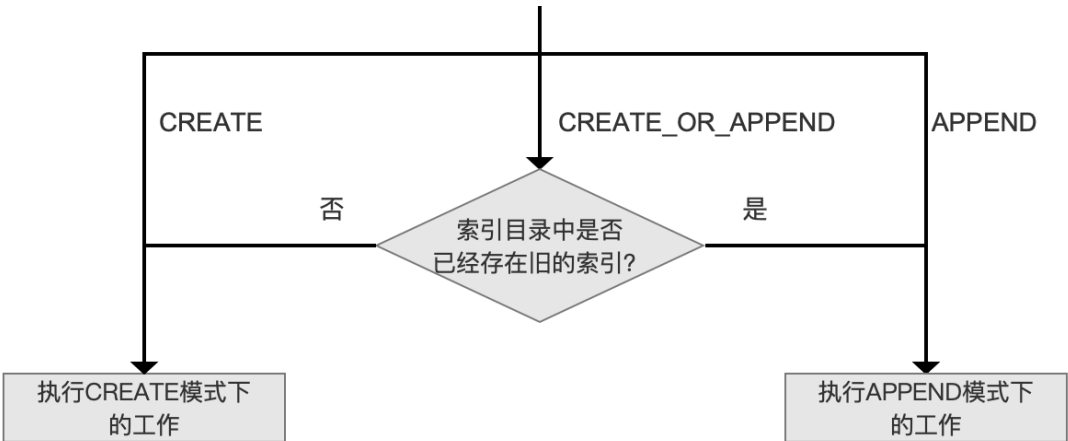 CREATE
CREATE_OR_APPEND
APPEND
否
是
索引目录中是否
已经存在旧的索引?
执行CREATE模式下
的工作
执行APPEND模式下
的工作